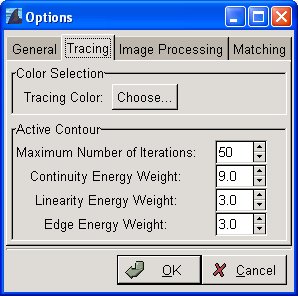 Options
General Tracing Image Processing Matching
Color Selection
Tracing Color: Choose...
Active Contour
Maximum Number of Iterations: 50
Continuity Energy Weight: 9.0
Linearity Energy Weight: 3.0
Edge Energy Weight: 3.0
OK Cancel